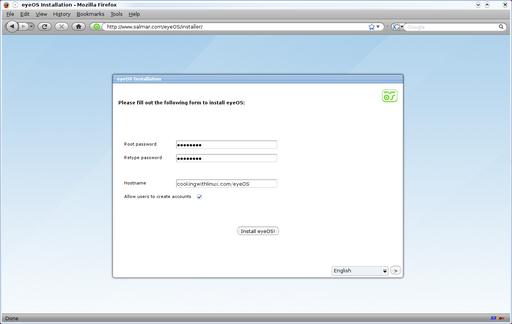 eyeOS Installation - Mozilla Firefox
File Edit View History Bookmarks Tools Help
http://www.salmar.com/eyeOS/installer/
Google
eyeOS Installation
Please fill out the following form to install eyeOS:
Root password
Retype password
Hostname cookingwithlinux.com/eyeOS
Allow users to create accounts
Install eyeOS!
English >
Done